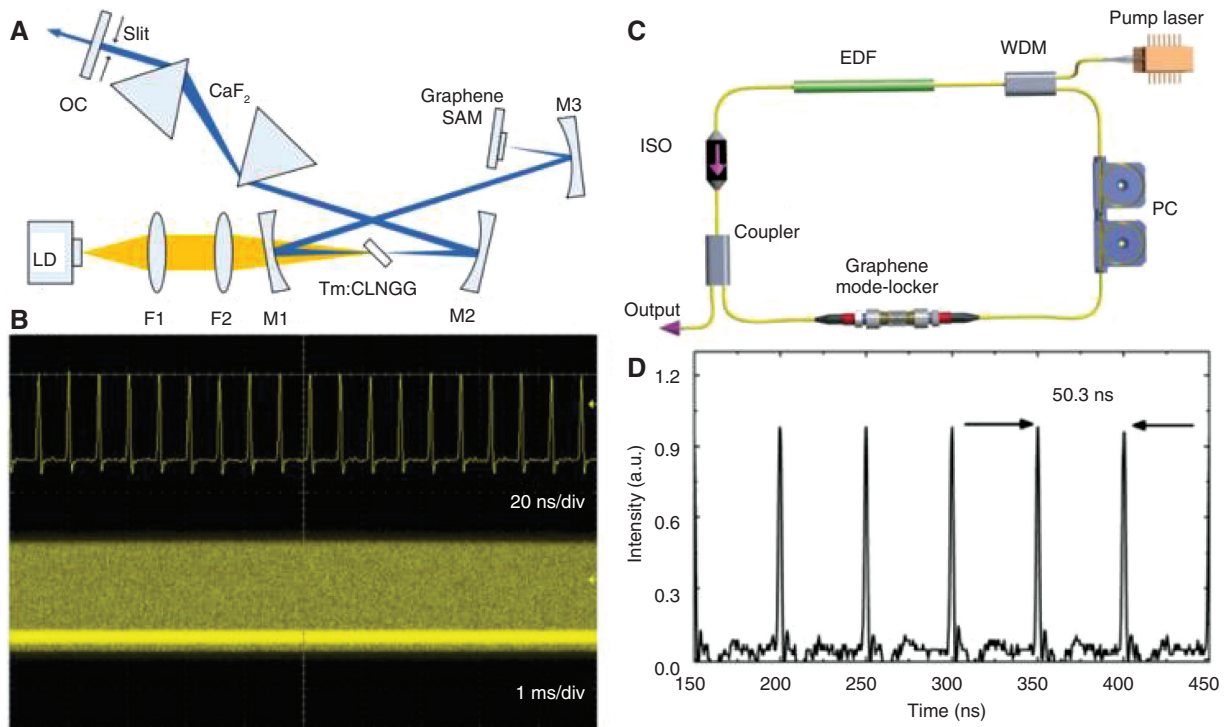 A
Slit
OC
CaF2
Graphene
SAM
M3
LD
Tm:CLNGG
F1
F2
M1
M2
B
20 ns/div
1 ms/div
C
Pump laser
WDM
EDF
ISO
PC
Coupler
Graphene
mode-locker
Output
D
1.2
0.9
0.6
0.3
0.0
Intensity (a.u.)
50.3 ns
150
200
250
300
350
400
450
Time (ns)